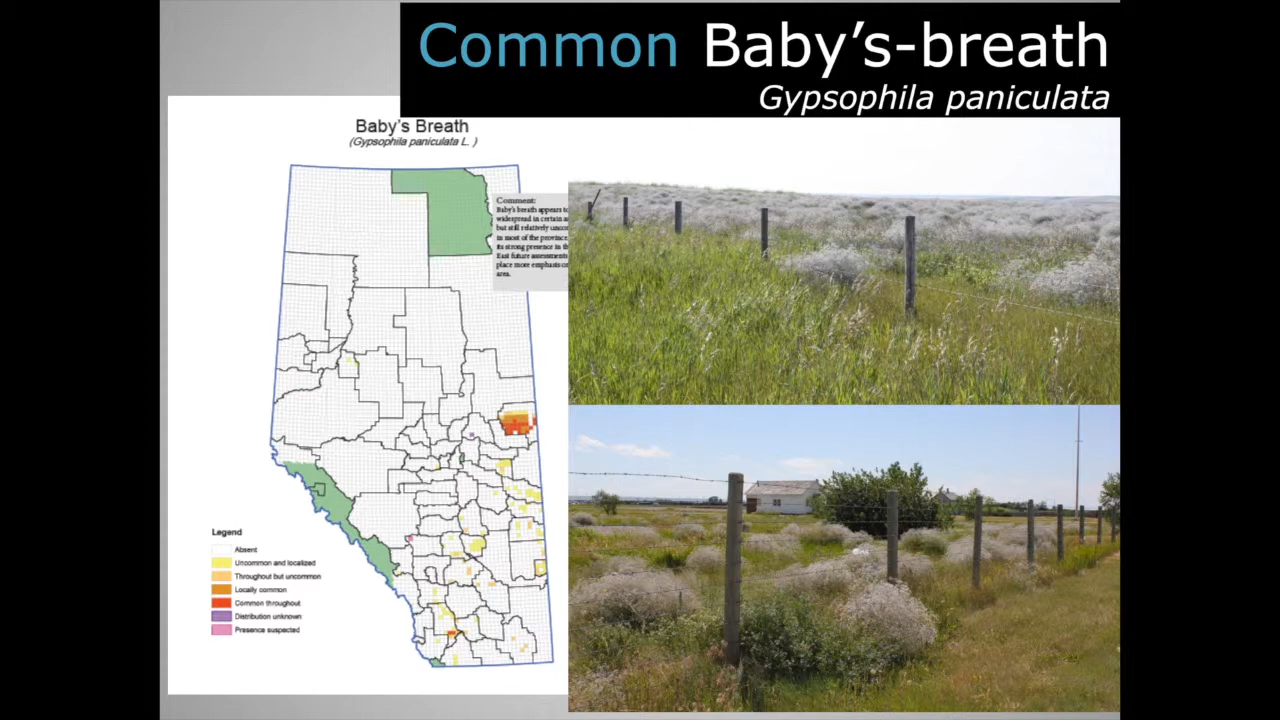 Common Baby's-breath
Gypsophila paniculata
Baby's Breath
(Gypsophila paniculata L. )
Comment:
Baby's breath appears to
widespread in certain
but still relatively
in most of the province.
its strong presence in
East future assessments
place more emphasis
area.
Legend
Absent
Uncommon and localized
Throughout but uncommon
Locally common
Common throughout
Distribution unknown
Presence suspected